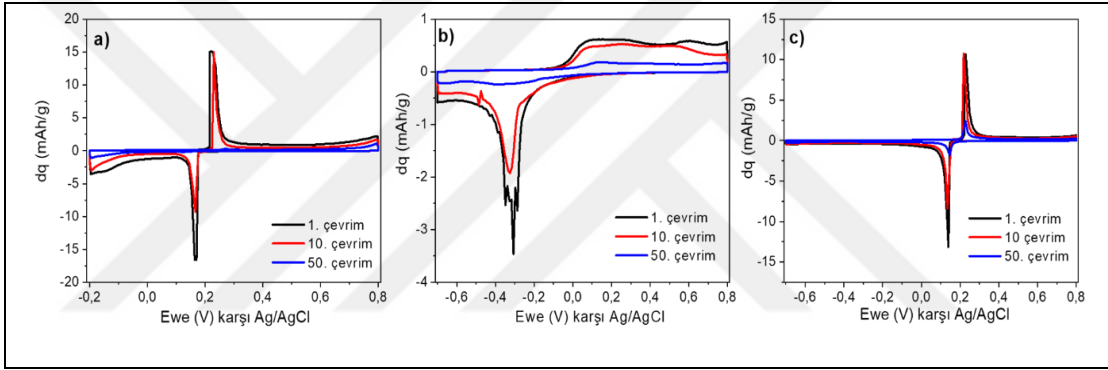 a)
20
15
10
5
0
-5
-10
-15
-20
dq (mAh/g)
-0,2 0,0 0,2 0,4 0,6 0,8
Ewe (V) karşı Ag/AgCl
1. çevrim
10. çevrim
50. çevrim
b)
1
0
-1
-2
-3
-4
dq (mAh/g)
-0,6 -0,4 -0,2 0,0 0,2 0,4 0,6 0,8
Ewe (V) karşı Ag/AgCl
1. çevrim
10. çevrim
50. çevrim
c)
15
10
5
0
-5
-10
-15
dq (mAh/g)
-0,6 -0,4 -0,2 0,0 0,2 0,4 0,6 0,8
Ewe (V) karşı Ag/AgCl
1. çevrim
10 çevrim
50. çevrim